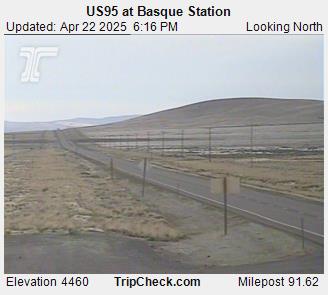 US95 at Basque Station
Updated: Apr 22 2025 6:16 PM Looking North
Elevation 4460 TripCheck.com Milepost 91.62